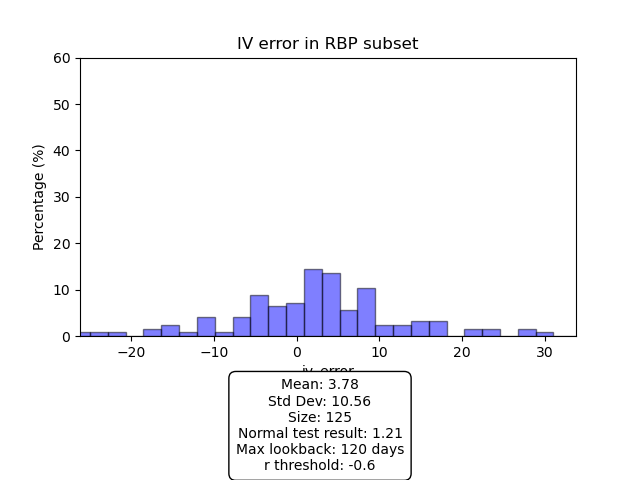 IV error in RBP subset
60
50
40
30
20
10
0
Percentage (%)
−20
−10
0
10
20
30
iv_error
Mean: 3.78
Std Dev: 10.56
Size: 125
Normal test result: 1.21
Max lookback: 120 days
r threshold: -0.6